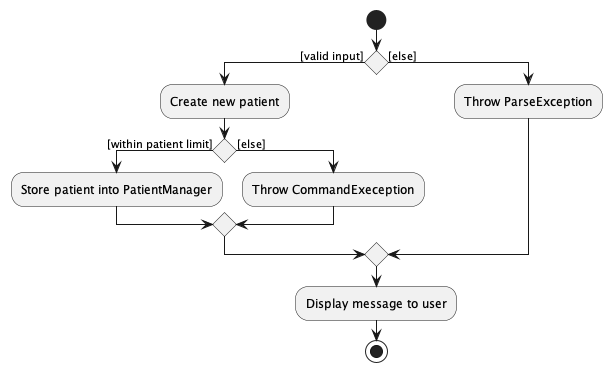 [valid input]
[else]
Create new patient
Throw ParseException
[within patient limit]
[else]
Store patient into PatientManager
Throw CommandExeception
Display message to user